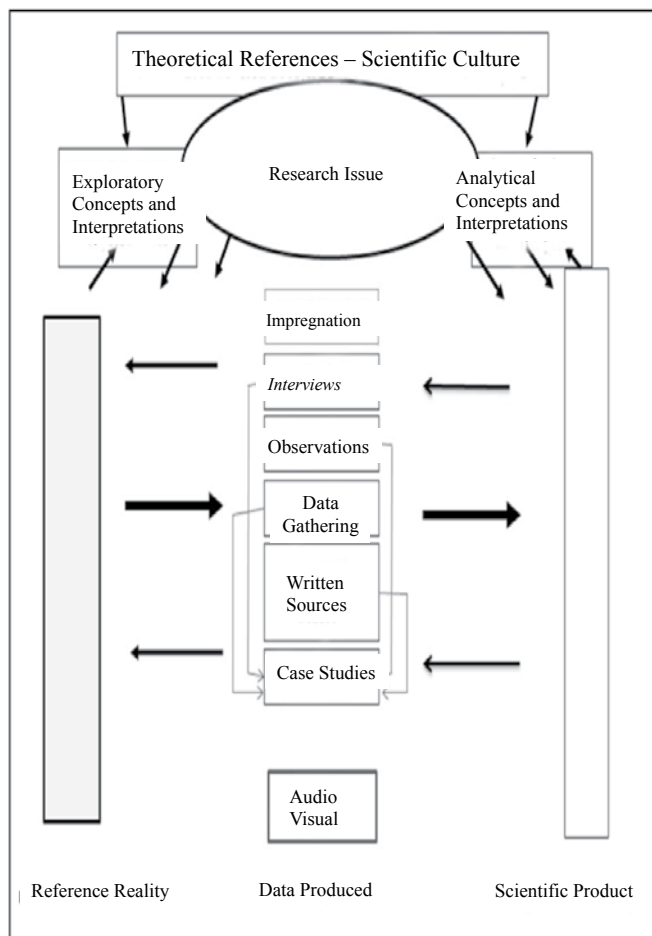 Theoretical References – Scientific Culture
Research Issue
Exploratory
Concepts and
Interpretations
Analytical
Concepts and
Interpretations
Impregnation
Interviews
Observations
Data
Gathering
Written
Sources
Case Studies
Audio
Visual
Reference Reality
Data Produced
Scientific Product